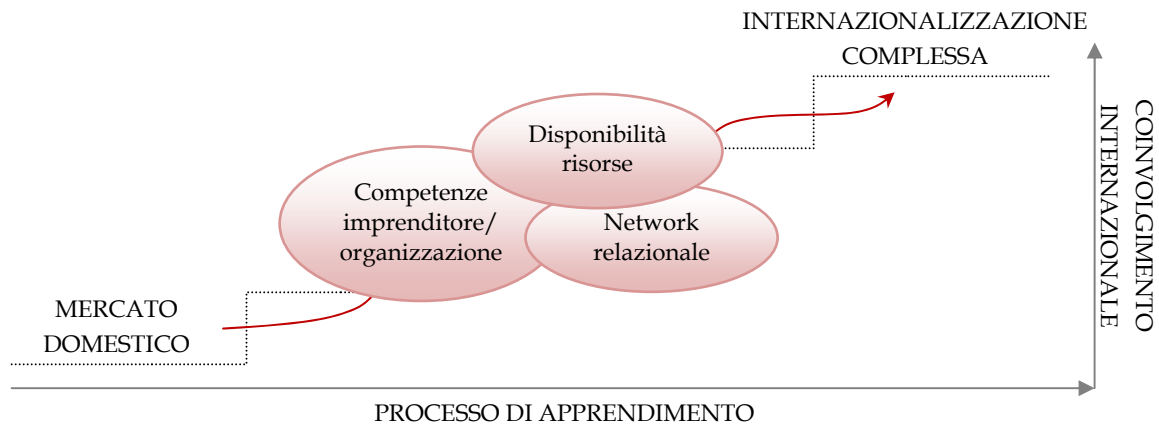 INTERNAZIONALIZZAZIONE
COMPLESSA
Disponibilità
risorse
Competenze
imprenditore/
organizzazione
Network
relazionale
MERCATO
DOMESTICO
COINVOLGIMENTO
INTERNAZIONALE
PROCESSO DI APPRENDIMENTO